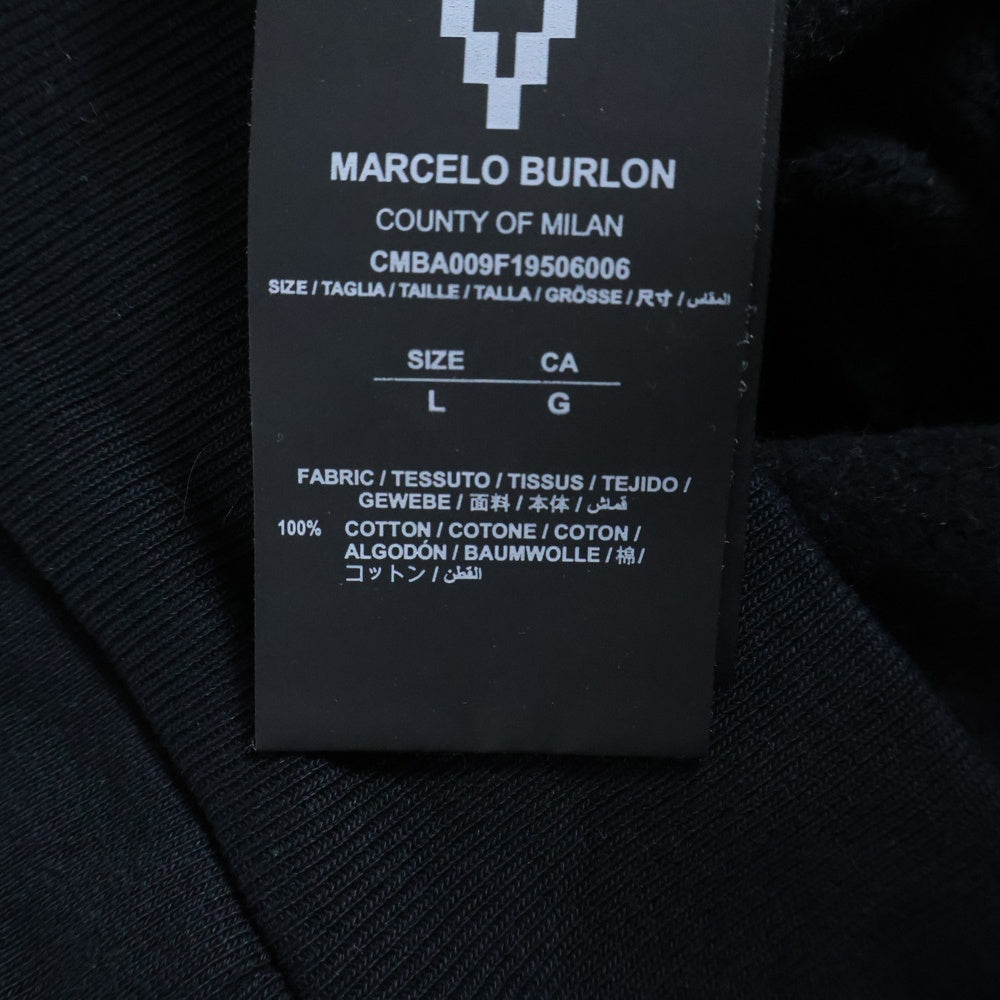 MARCELO BURLON
COUNTY OF MILAN
CMBA009F19506006
SIZE / TAGLIA / TAILLE / TALLA / GRÖSSE / 尺寸 / المقاس
SIZE CA
L G
FABRIC / TESSUTO / TISSUS / TEJIDO /
GEWEBE / 面料 / 本体 / قماش
100% COTTON / COTONE / COTON /
ALGODÓN / BAUMWOLLE / 棉 /
コットン / القطن